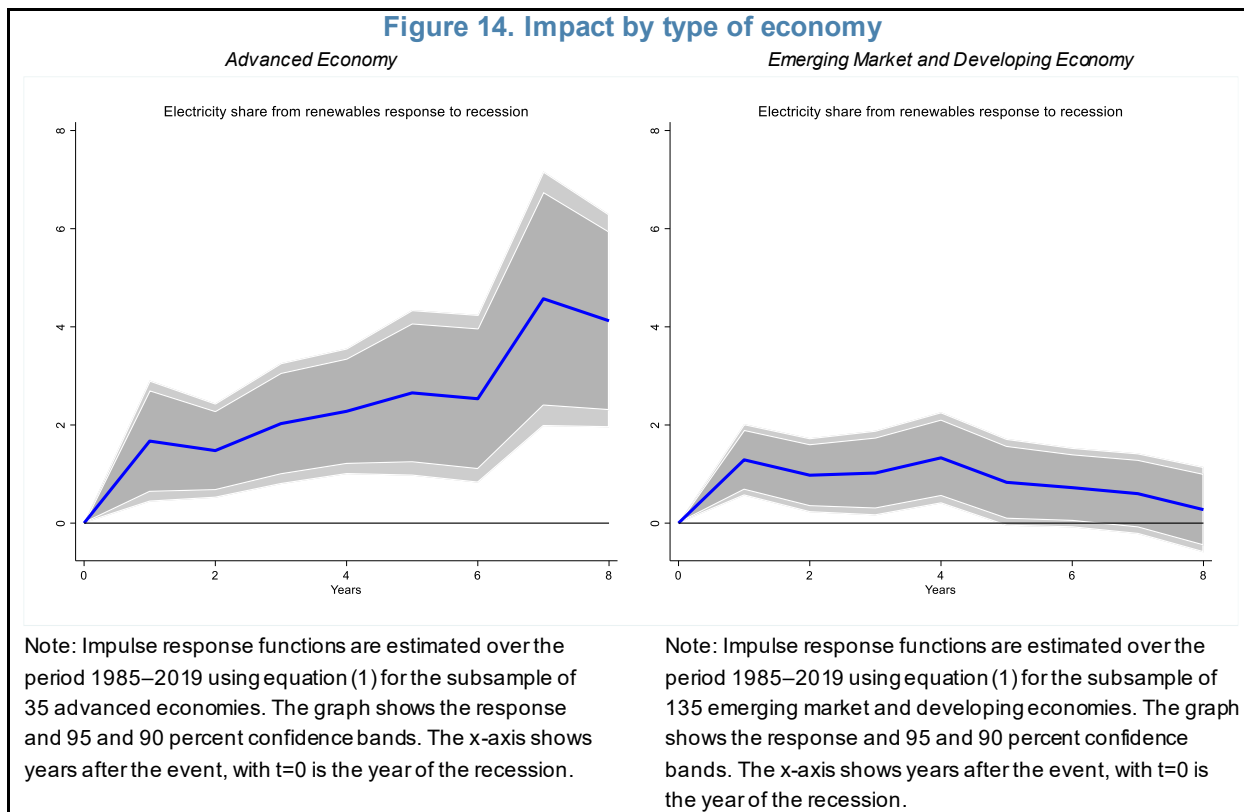 Figure 14. Impact by type of economy
Advanced Economy
Electricity share from renewables response to recession
8
6
4
2
0
0 2 4 6 8
Years
Note: Impulse response functions are estimated over the
period 1985–2019 using equation (1) for the subsample of
35 advanced economies. The graph shows the response
and 95 and 90 percent confidence bands. The x-axis shows
years after the event, with t=0 is the year of the recession.
Emerging Market and Developing Economy
Electricity share from renewables response to recession
8
6
4
2
0
0 2 4 6 8
Years
Note: Impulse response functions are estimated over the
period 1985–2019 using equation (1) for the subsample of
135 emerging market and developing economies. The graph
shows the response and 95 and 90 percent confidence
bands. The x-axis shows years after the event, with t=0 is
the year of the recession.